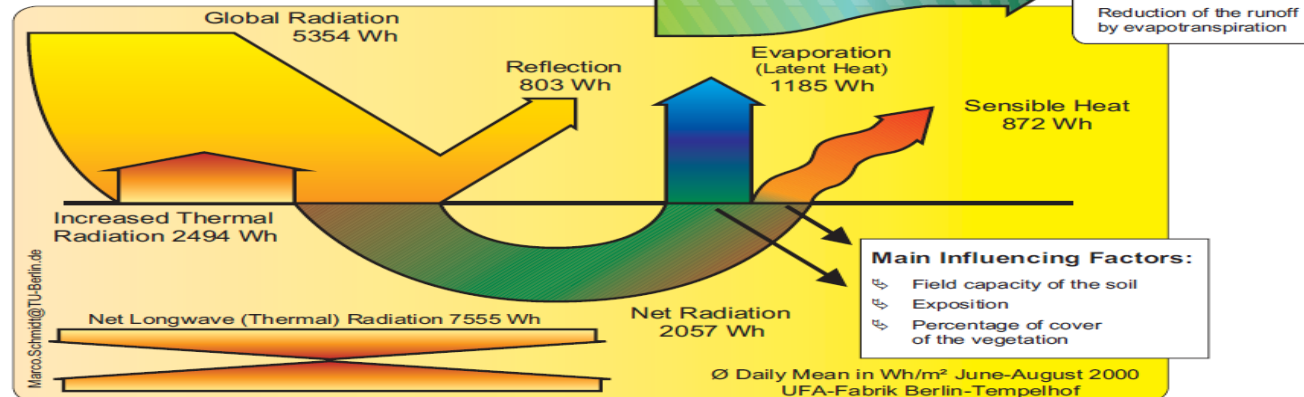 Global Radiation
5354 Wh
Reduction of the runoff
by evapotranspiration
Reflection
803 Wh
Evaporation
(Latent Heat)
1185 Wh
Sensible Heat
872 Wh
Increased Thermal
Radiation 2494 Wh
Main Influencing Factors:
Field capacity of the soil
Exposition
Percentage of cover
of the vegetation
Net Longwave (Thermal) Radiation 7555 Wh
Net Radiation
2057 Wh
Ø Daily Mean in Wh/m² June-August 2000
UFA-Fabrik Berlin-Tempelhof
Marco.Schmidt@TU-Berlin.de